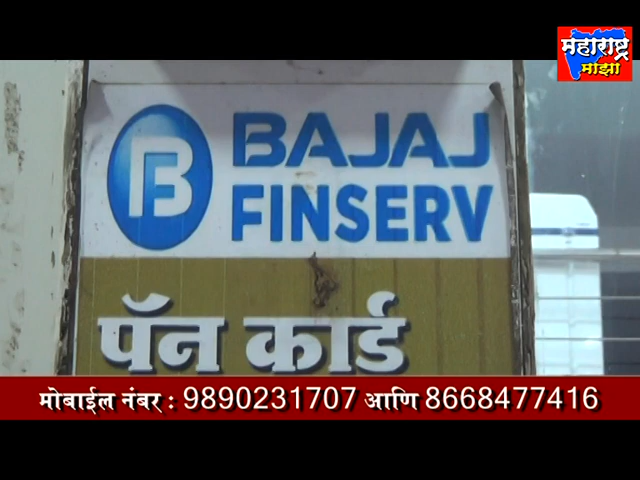 महाराष्ट्र
माझा
B BAJAJ
FINSERV
पॅन कार्ड
मोबाईल नंबर : 9890231707 आणि 8668477416